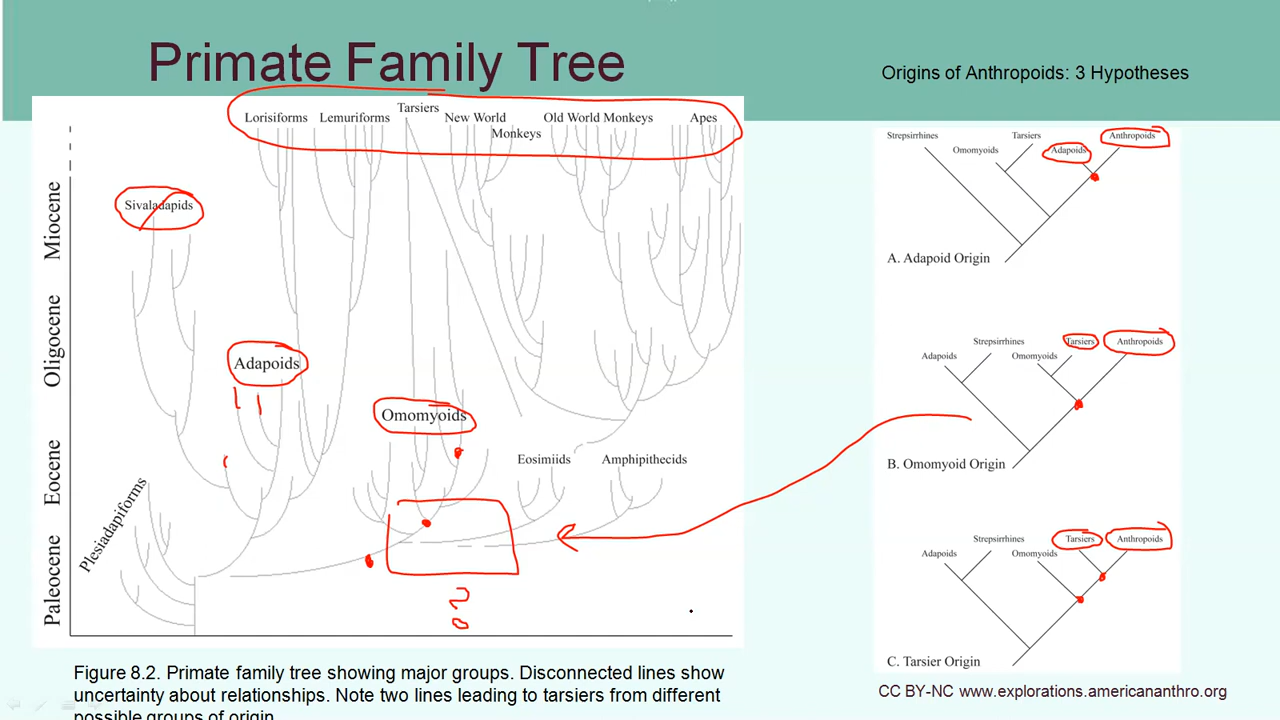 Primate Family Tree
Origins of Anthropoids: 3 Hypotheses
Lorisiforms Lemuriforms Tarsiers New World Monkeys Old World Monkeys Apes
Miocene
Oligocene
Eocene
Paleocene
Sivaladapids
Adapoids
Omomyoids
Eosimiids Amphipithecids
Plesiadapiforms
Strepsirrhines Tarsiers Anthropoids
Omomyoids Adapoids
A. Adapoid Origin
Strepsirrhines Tarsiers Anthropoids
Adapoids Omomyoids
B. Omomyoid Origin
Strepsirrhines Tarsiers Anthropoids
Adapoids Omomyoids
C. Tarsier Origin
Figure 8.2. Primate family tree showing major groups. Disconnected lines show
uncertainty about relationships. Note two lines leading to tarsiers from different
possible groups of origin
CC BY-NC www.explorations.americananthro.org